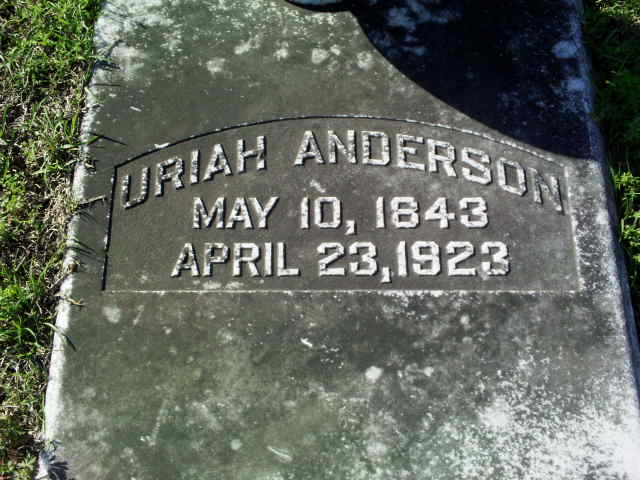 URIAH ANDERSON
MAY 10, 1843
APRIL 23, 1923